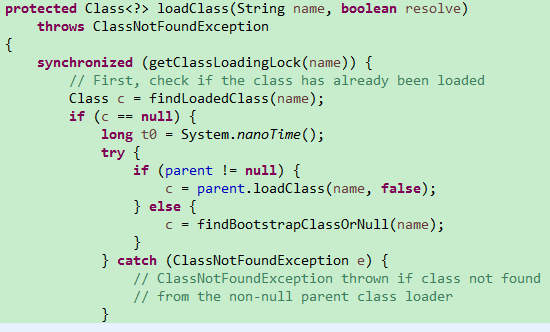 protected Class<?> loadClass(String name, boolean resolve)
    throws ClassNotFoundException
{
    synchronized (getClassLoadingLock(name)) {
        // First, check if the class has already been loaded
        Class c = findLoadedClass(name);
        if (c == null) {
            long t0 = System.nanoTime();
            try {
                if (parent != null) {
                    c = parent.loadClass(name, false);
                } else {
                    c = findBootstrapClassOrNull(name);
                }
            } catch (ClassNotFoundException e) {
                // ClassNotFoundException thrown if class not found
                // from the non-null parent class loader
            }